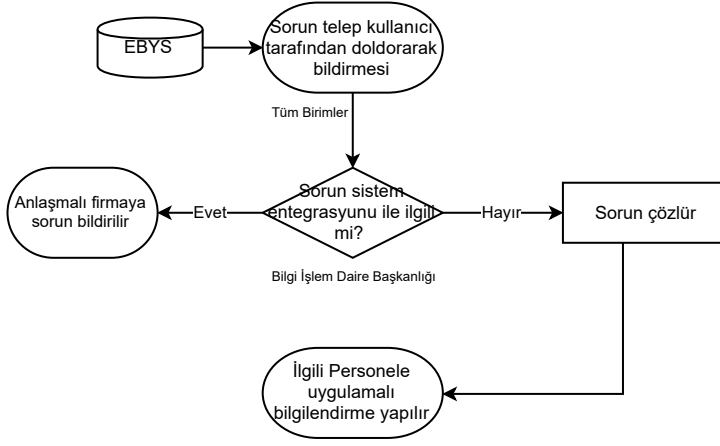 EBYS
Sorun telep kullanıcı
tarafından doldorarak
bildirmesi
Tüm Birimler
Anlaşmalı firmaya
sorun bildirilir
Evet
Sorun sistem
entegrasyunu ile ilgili
mi?
Hayır
Sorun çözlür
Bilgi İşlem Daire Başkanlığı
İlgili Personele
uygulamalı
bilgilendirme yapılır